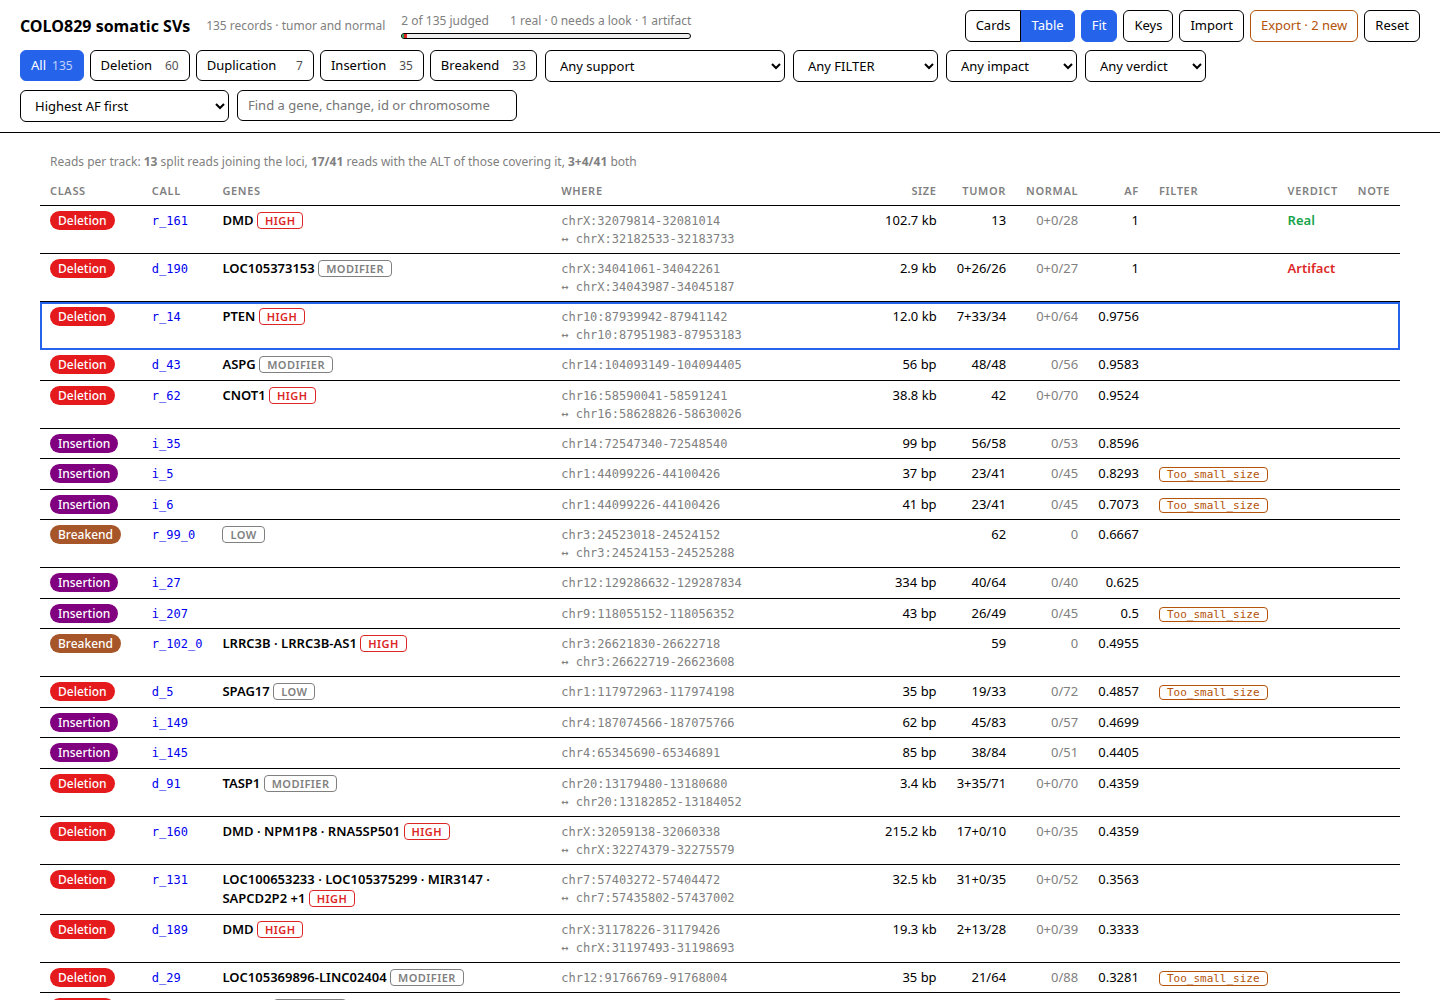 COLO829 somatic SVs 135 records · tumor and normal 2 of 135 judged 1 real · 0 needs a look · 1 artifact Cards Table Fit Keys Import Export · 2 new Reset
All 135 Deletion 60 Duplication 7 Insertion 35 Breakend 33 Any support Any FILTER Any impact Any verdict
Highest AF first Find a gene, change, id or chromosome
Reads per track: 13 split reads joining the loci, 17/41 reads with the ALT of those covering it, 3+4/41 both
CLASS CALL GENES WHERE SIZE TUMOR NORMAL AF FILTER VERDICT NOTE
Deletion r_161 DMD HIGH chrX:32079814-32081014 102.7 kb 13 0+0/28 1 Real
↔ chrX:32182533-32183733
Deletion d_190 LOC105373153 MODIFIER chrX:34041061-34042261 2.9 kb 0+26/26 0+0/27 1 Artifact
↔ chrX:34043987-34045187
Deletion r_14 PTEN HIGH chr10:87939942-87941142 12.0 kb 7+33/34 0+0/64 0.9756
↔ chr10:87951983-87953183
Deletion d_43 ASPG MODIFIER chr14:104093149-104094405 56 bp 48/48 0/56 0.9583
Deletion r_62 CNOT1 HIGH chr16:58590041-58591241 38.8 kb 42 0+0/70 0.9524
↔ chr16:58628826-58630026
Insertion i_35 chr14:72547340-72548540 99 bp 56/58 0/53 0.8596
Insertion i_5 chr1:44099226-44100426 37 bp 23/41 0/45 0.8293 Too_small_size
Insertion i_6 chr1:44099226-44100426 41 bp 23/41 0/45 0.7073 Too_small_size
Breakend r_99_0 LOW chr3:24523018-24524152 62 0 0.6667
↔ chr3:24524153-24525288
Insertion i_27 chr12:129286632-129287834 334 bp 40/64 0/40 0.625
Insertion i_207 chr9:118055152-118056352 43 bp 26/49 0/45 0.5 Too_small_size
Breakend r_102_0 LRRC3B · LRRC3B-AS1 HIGH chr3:26621830-26622718 59 0 0.4955
↔ chr3:26622719-26623608
Deletion d_5 SPAG17 LOW chr1:117972963-117974198 35 bp 19/33 0/72 0.4857 Too_small_size
Insertion i_149 chr4:187074566-187075766 62 bp 45/83 0/57 0.4699
Insertion i_145 chr4:65345690-65346891 85 bp 38/84 0/51 0.4405
Deletion d_91 TASP1 MODIFIER chr20:13179480-13180680 3.4 kb 3+35/71 0+0/70 0.4359
↔ chr20:13182852-13184052
Deletion r_160 DMD · NPM1P8 · RNA5SP501 HIGH chrX:32059138-32060338 215.2 kb 17+0/10 0+0/35 0.4359
↔ chrX:32274379-32275579
Deletion r_131 LOC100653233 · LOC105375299 · MIR3147 · chr7:57403272-57404472 32.5 kb 31+0/35 0+0/52 0.3563
SAPCD2P2 +1 HIGH ↔ chr7:57435802-57437002
Deletion d_189 DMD HIGH chrX:31178226-31179426 19.3 kb 2+13/28 0+0/39 0.3333
↔ chrX:31197493-31198693
Deletion d_29 LOC105369896-LINC02404 MODIFIER chr12:91766769-91768004 35 bp 21/64 0/88 0.3281 Too_small_size